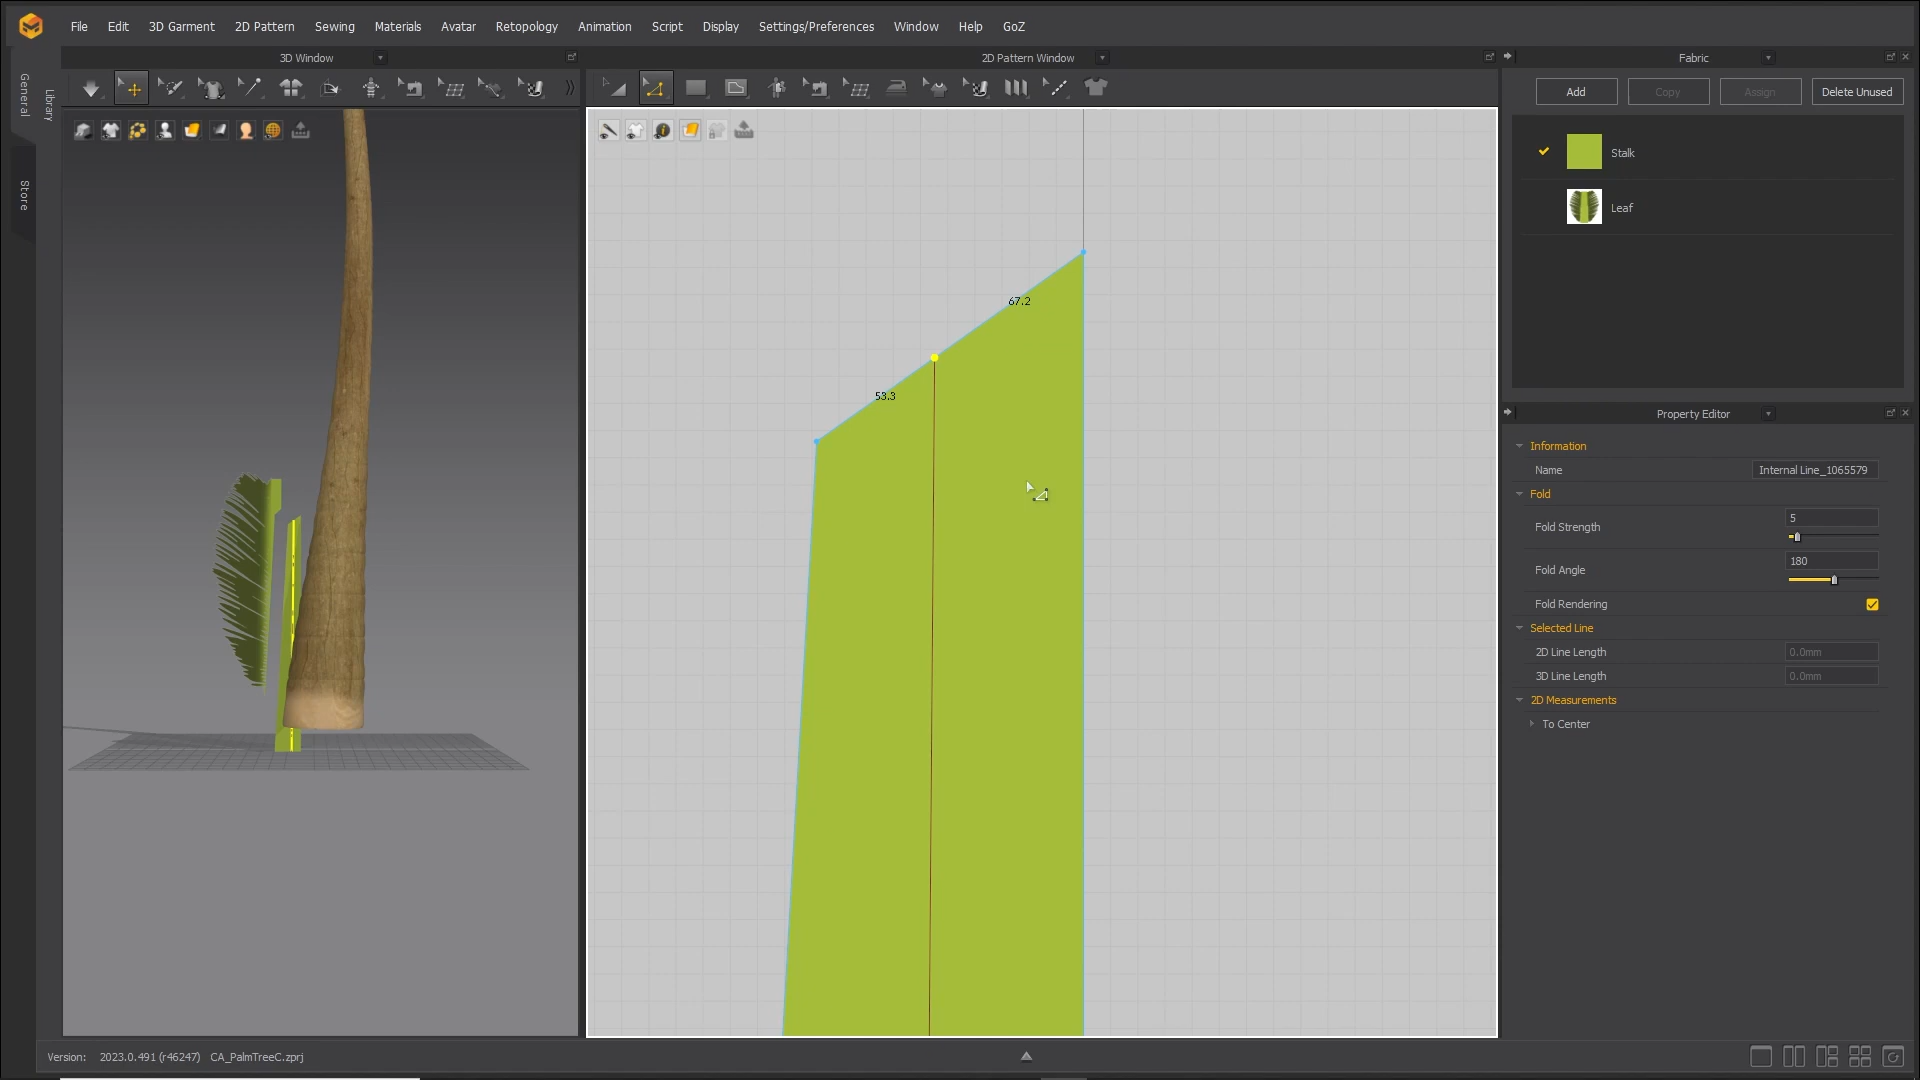 File Edit 3D Garment 2D Pattern Sewing Materials Avatar Retopology Animation Script Display Settings/Preferences Window Help GoZ
3D Window
2D Pattern Window
Fabric
General
Library
Store
Add Copy Assign Delete Unused
Stalk
Leaf
67.2
53.3
Property Editor
Information
Name Internal Line_1065579
Fold
Fold Strength 5
Fold Angle 180
Fold Rendering
Selected Line
2D Line Length 0.0mm
3D Line Length 0.0mm
2D Measurements
To Center
Version: 2023.0.491 (r46247) CA_PalmTreeC.zprj